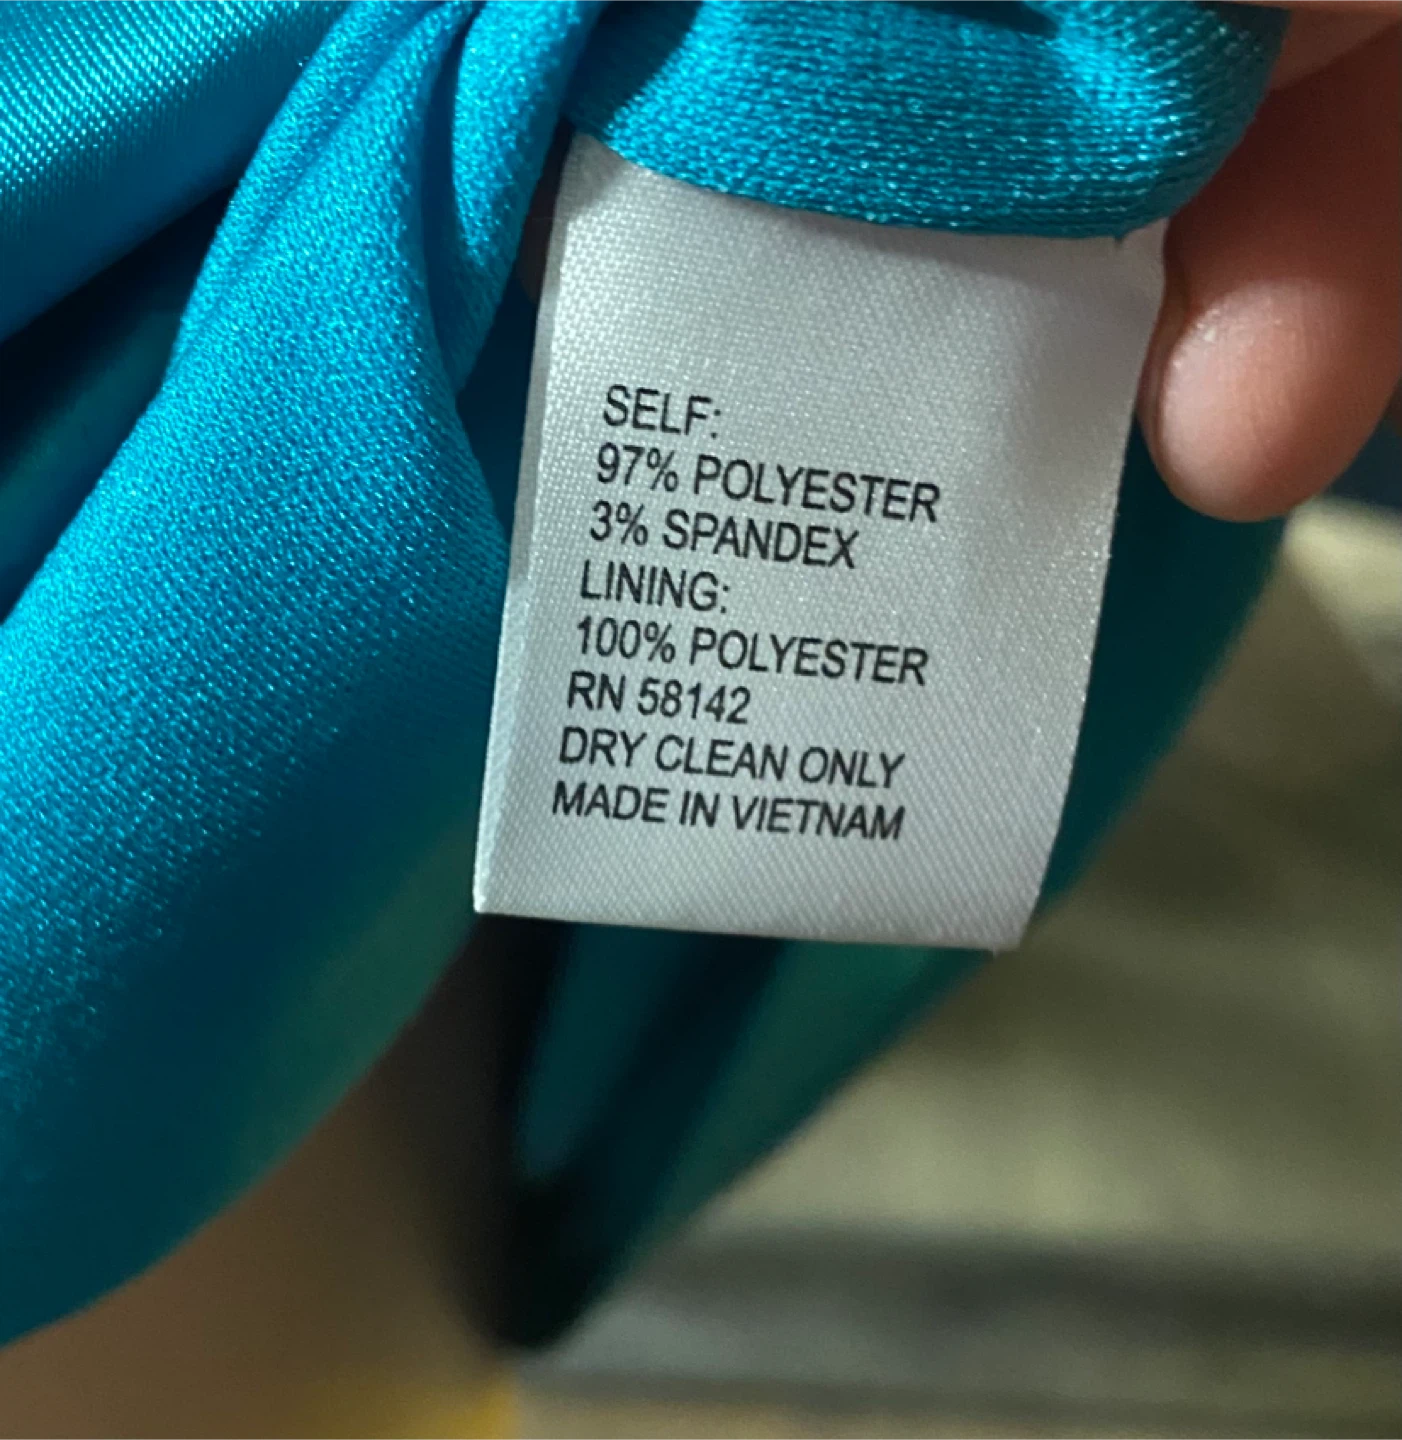 SELF:
97% POLYESTER
3% SPANDEX
LINING:
100% POLYESTER
RN 58142
DRY CLEAN ONLY
MADE IN VIETNAM